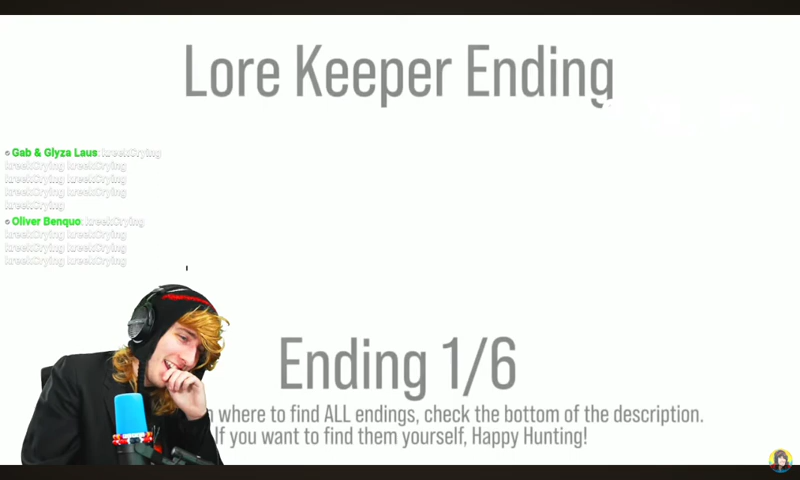 Lore Keeper Ending
Gab & Glyza Laus: kreekCrying
kreekCrying kreekCrying
kreekCrying kreekCrying
kreekCrying kreekCrying
kreekCrying
Oliver Benquo: kreekCrying
kreekCrying kreekCrying
kreekCrying kreekCrying
kreekCrying kreekCrying
Ending 1/6
where to find ALL endings, check the bottom of the description.
If you want to find them yourself, Happy Hunting!